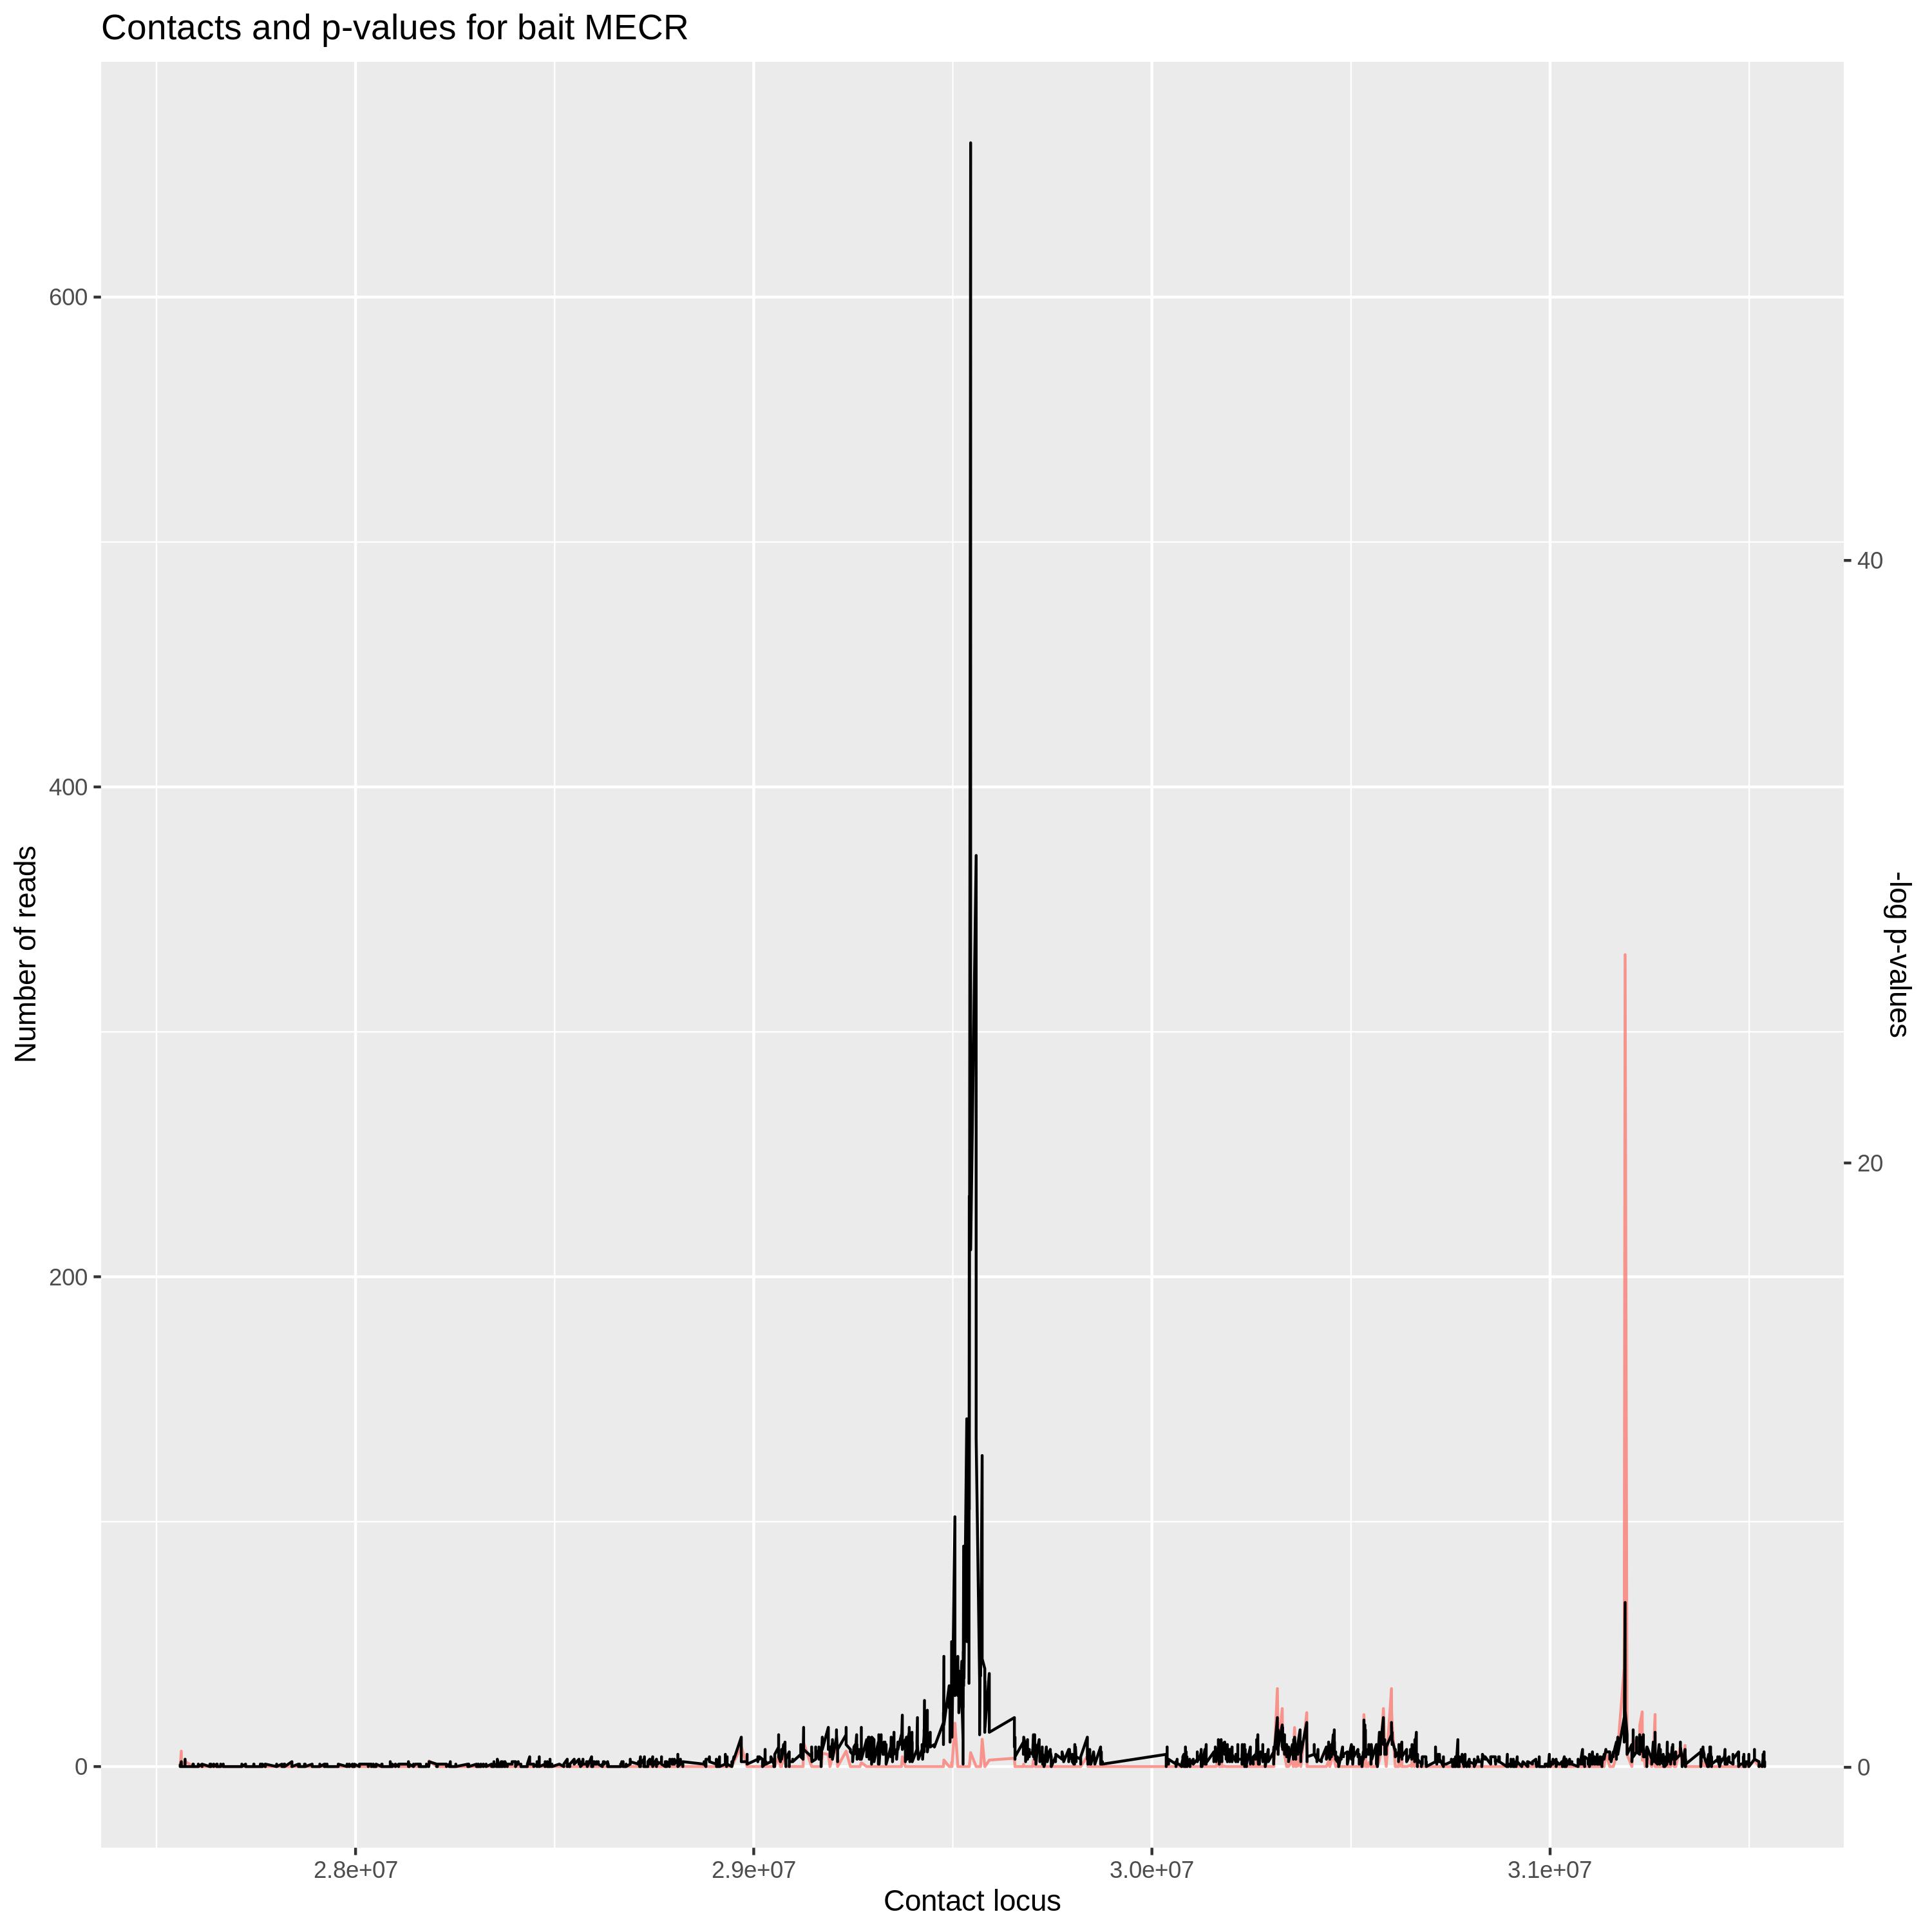 Contacts and p-values for bait MECR
Number of reads
600
400
200
0
40
20
0
-log p-values
2.8e+07
2.9e+07
3.0e+07
3.1e+07
Contact locus